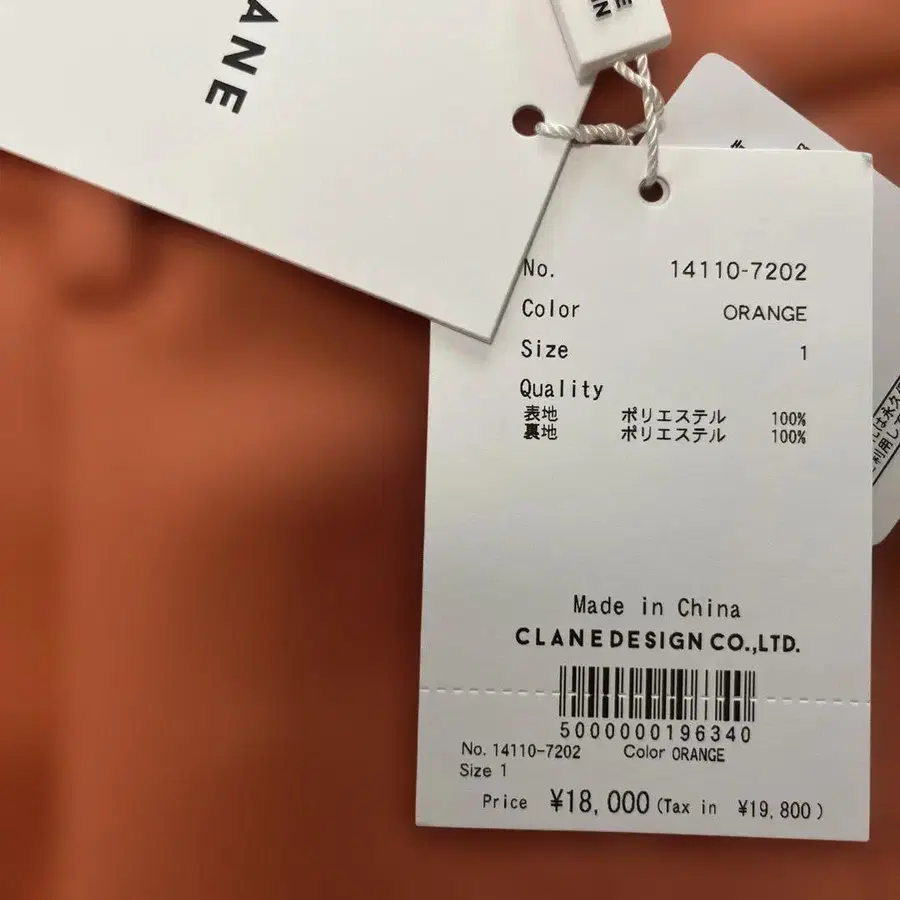 LANE
No. 14110-7202
Color ORANGE
Size 1
Quality
表地 ポリエステル 100%
裏地 ポリエステル 100%
Made in China
CLANEDESIGN CO.,LTD.
5000000196340
No. 14110-7202 Color ORANGE
Size 1
Price ¥18,000 (Tax in ¥19,800)